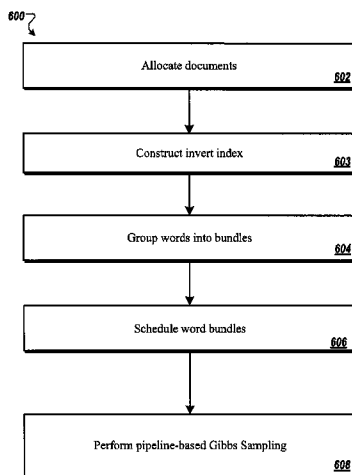 600
Allocate documents
602
Construct invert index
603
Group words into bundles
604
Schedule word bundles
606
Perform pipeline-based Gibbs Sampling
608